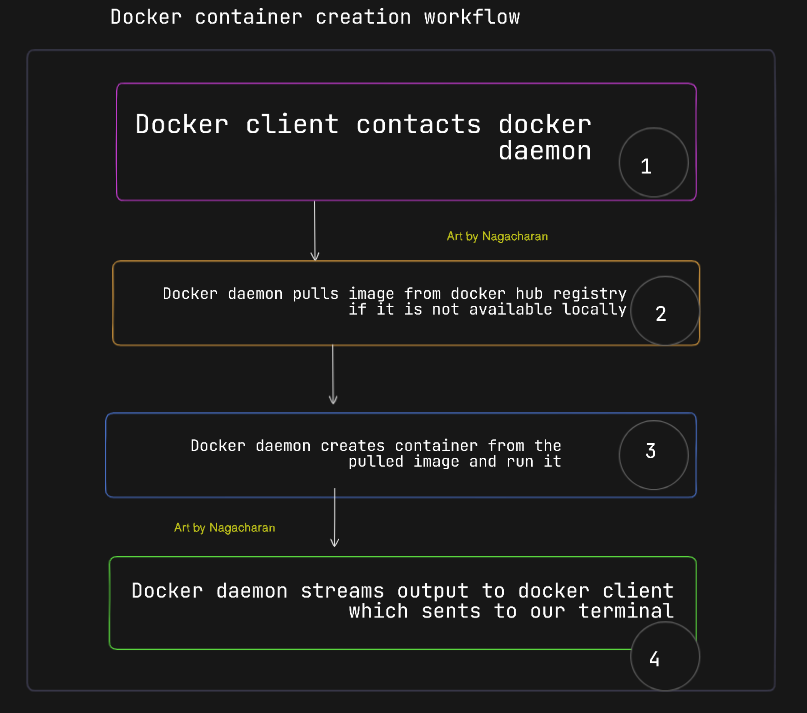 Docker container creation workflow
Docker client contacts docker
daemon
1
Art by Nagacharan
Docker daemon pulls image from docker hub registry
if it is not available locally
2
Docker daemon creates container from the
pulled image and run it
3
Art by Nagacharan
Docker daemon streams output to docker client
which sents to our terminal
4